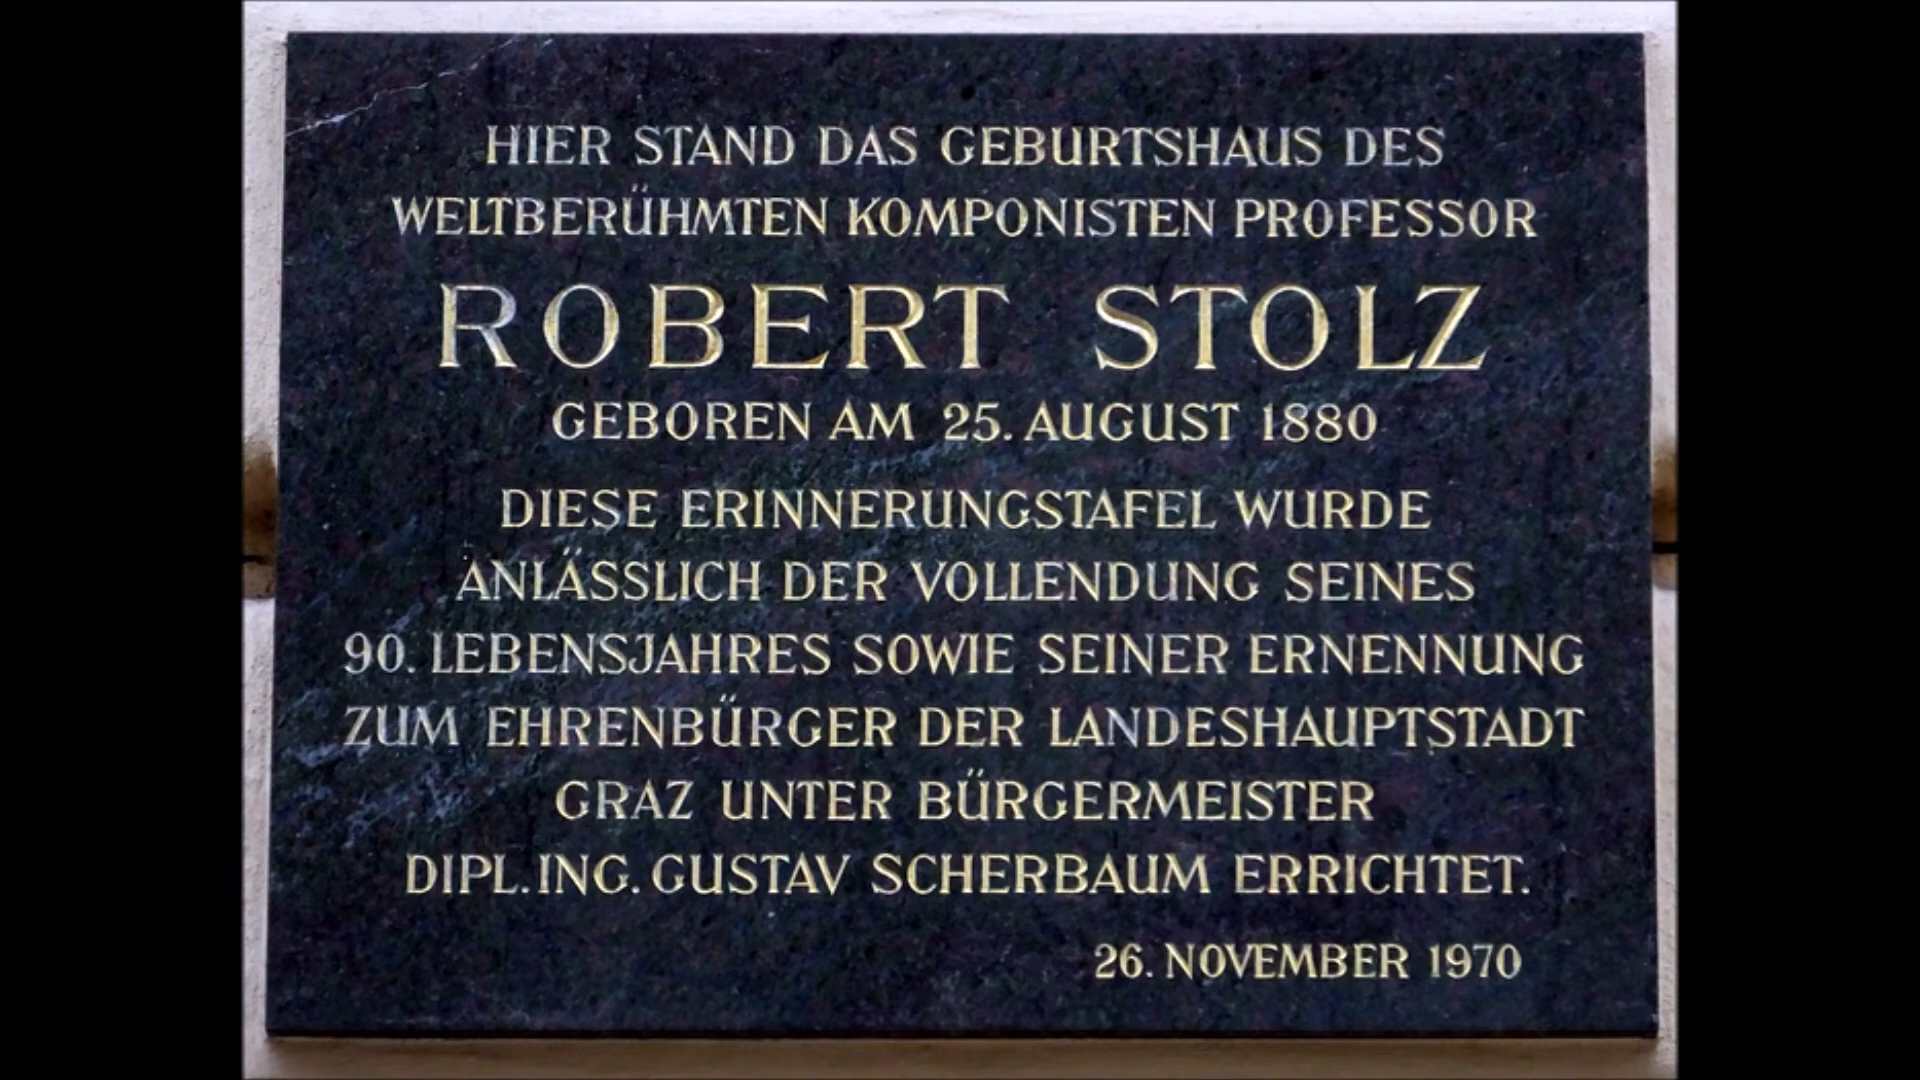 HIER STAND DAS GEBURTSHAUS DES
WELTBERÜHMTEN KOMPONISTEN PROFESSOR
ROBERT STOLZ
GEBOREN AM 25. AUGUST 1880
DIESE ERINNERUNGSTAFEL WURDE
ANLÄSSLICH DER VOLLENDUNG SEINES
90. LEBENSJAHRES SOWIE SEINER ERNENNUNG
ZUM EHRENBÜRGER DER LANDESHAUPTSTADT
GRAZ UNTER BÜRGERMEISTER
DIPL. ING. GUSTAV SCHERBAUM ERRICHTET.
26. NOVEMBER 1970